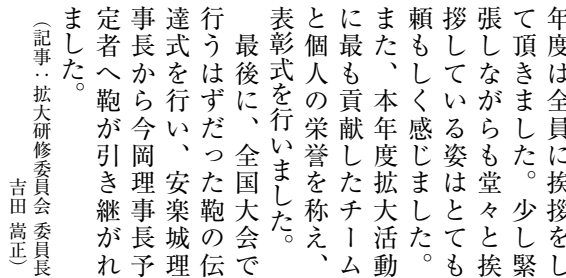 年度は全員に挨拶をし
て頂きました。少し緊
張しながらも堂々と挨
拶している姿はとても
頼もしく感じました。
また、本年度拡大活動
に最も貢献したチーム
と個人の栄誉を称え、
表彰式を行いました。
最後に、全国大会で
行うはずだった鞄の伝
達式を行い、安楽城理
事長から今岡理事長予
定者へ鞄が引き継がれ
ました。
（記事：拡大研修委員会 委員長
吉田 嵩正）